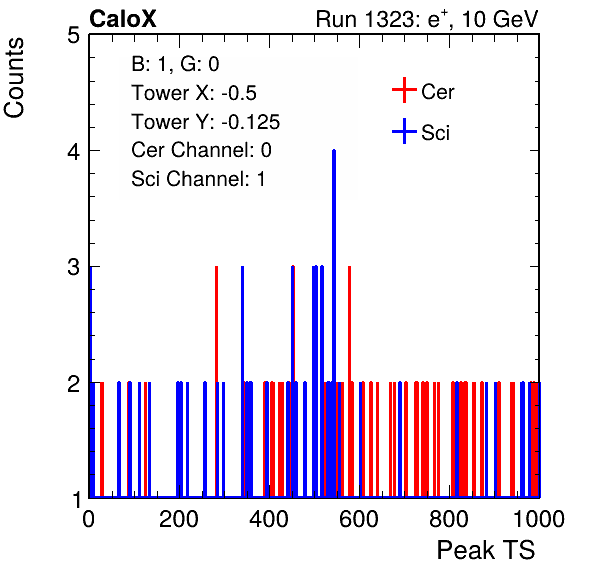 CaloX
Run 1323: e+, 10 GeV
Counts
5
4
3
2
1
B: 1, G: 0
Tower X: -0.5
Tower Y: -0.125
Cer Channel: 0
Sci Channel: 1
Cer
Sci
0 200 400 600 800 1000
Peak TS